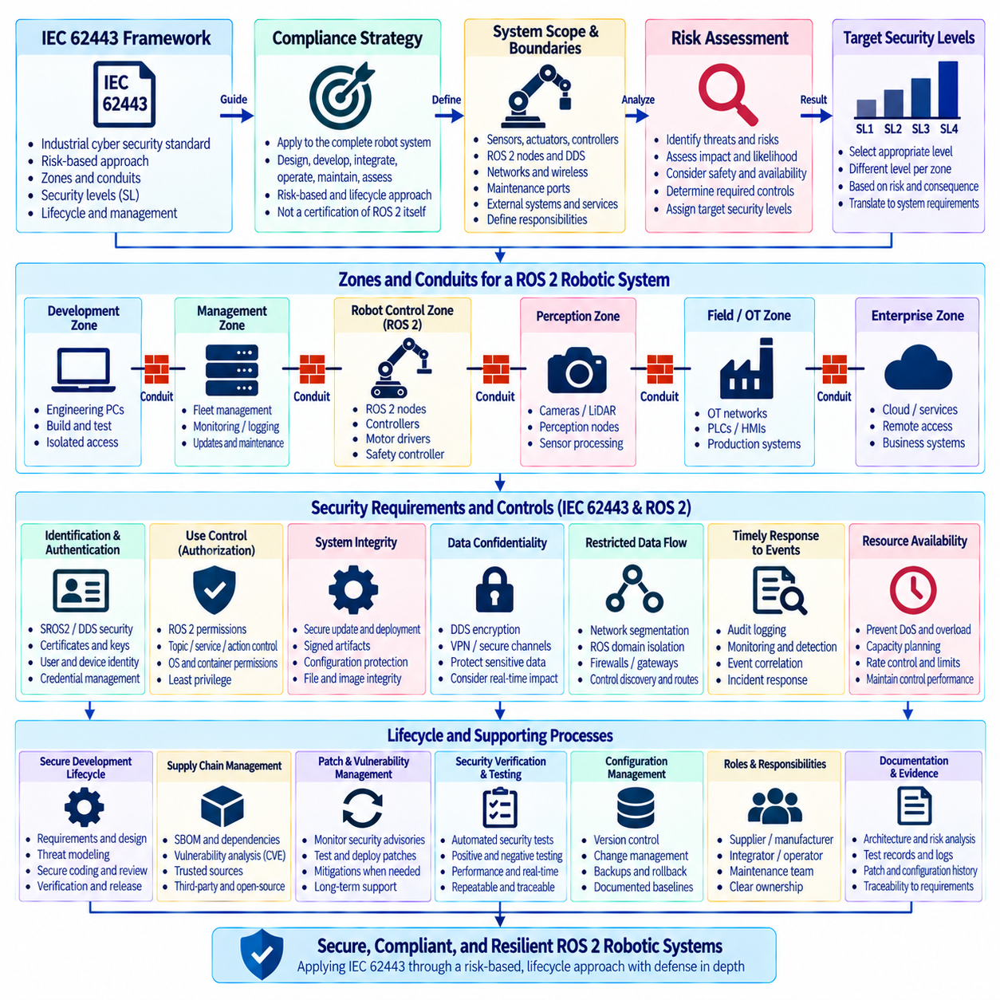 IEC 62443 Framework
IEC
62443
• Industrial cyber security standard
• Risk-based approach
• Zones and conduits
• Security levels (SL)
• Lifecycle and management
Guide
Compliance Strategy
• Apply to the complete robot system
• Design, develop, integrate,
operate, maintain, assess
• Risk-based and lifecycle approach
• Not a certification of ROS 2 itself
Define
System Scope &
Boundaries
• Sensors, actuators, controllers
• ROS 2 nodes and DDS
• Networks and wireless
• Maintenance ports
• External systems and services
• Define responsibilities
Analyze
Risk Assessment
• Identify threats and risks
• Assess impact and likelihood
• Consider safety and availability
• Determine required controls
• Assign target security levels
Result
Target Security Levels
SL1 SL2 SL3 SL4
• Select appropriate level
• Different level per zone
• Based on risk and consequence
• Translate to system requirements
Zones and Conduits for a ROS 2 Robotic System
Development
Zone
• Engineering PCs
• Build and test
• Isolated access
Conduit
Management
Zone
• Fleet management
• Monitoring / logging
• Updates and maintenance
Conduit
Robot Control Zone
(ROS 2)
• ROS 2 nodes
• Controllers
• Motor drivers
• Safety controller
Conduit
Perception Zone
• Cameras / LiDAR
• Perception nodes
• Sensor processing
Conduit
Field / OT Zone
• OT networks
• PLCs / HMIs
• Production systems
Conduit
Enterprise Zone
• Cloud / services
• Remote access
• Business systems
Security Requirements and Controls (IEC 62443 & ROS 2)
Identification &
Authentication
• SROS2 / DDS security
• Certificates and keys
• User and device identity
• Credential management
Use Control
(Authorization)
• ROS 2 permissions
• Topic / service / action control
• OS and container permissions
• Least privilege
System Integrity
• Secure update and deployment
• Signed artifacts
• Configuration protection
• File and image integrity
Data Confidentiality
• DDS encryption
• VPN / secure channels
• Protect sensitive data
• Consider real-time impact
Restricted Data Flow
• Network segmentation
• ROS domain isolation
• Firewalls / gateways
• Control discovery and routes
Timely Response
to Events
• Audit logging
• Monitoring and detection
• Event correlation
• Incident response
Resource Availability
• Prevent DoS and overload
• Capacity planning
• Rate control and limits
• Maintain control performance
Lifecycle and Supporting Processes
Secure Development
Lifecycle
• Requirements and design
• Threat modeling
• Secure coding and review
• Verification and release
Supply Chain Management
• SBOM and dependencies
• Vulnerability analysis (CVE)
• Trusted sources
• Third-party and open-source
Patch & Vulnerability
Management
• Monitor security advisories
• Test and deploy patches
• Mitigations when needed
• Long-term support
Security Verification
& Testing
• Automated security tests
• Positive and negative testing
• Performance and real-time
• Repeatable and traceable
Configuration
Management
• Version control
• Change management
• Backups and rollback
• Documented baselines
Roles & Responsibilities
• Supplier / manufacturer
• Integrator / operator
• Maintenance team
• Clear ownership
Documentation
& Evidence
• Architecture and risk analysis
• Test records and logs
• Patch and configuration history
• Traceability to requirements
Secure, Compliant, and Resilient ROS 2 Robotic Systems
Applying IEC 62443 through a risk-based, lifecycle approach with defense in depth